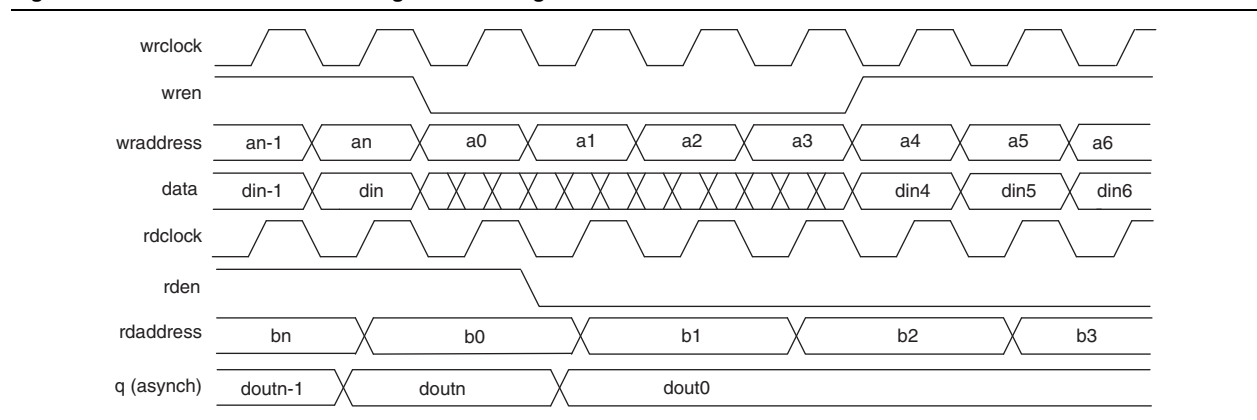 wrclock
wren
wraddress an-1 an a0 a1 a2 a3 a4 a5 a6
data din-1 din din4 din5 din6
rdclock
rden
rdaddress bn b0 b1 b2 b3
q (asynch) doutn-1 doutn dout0